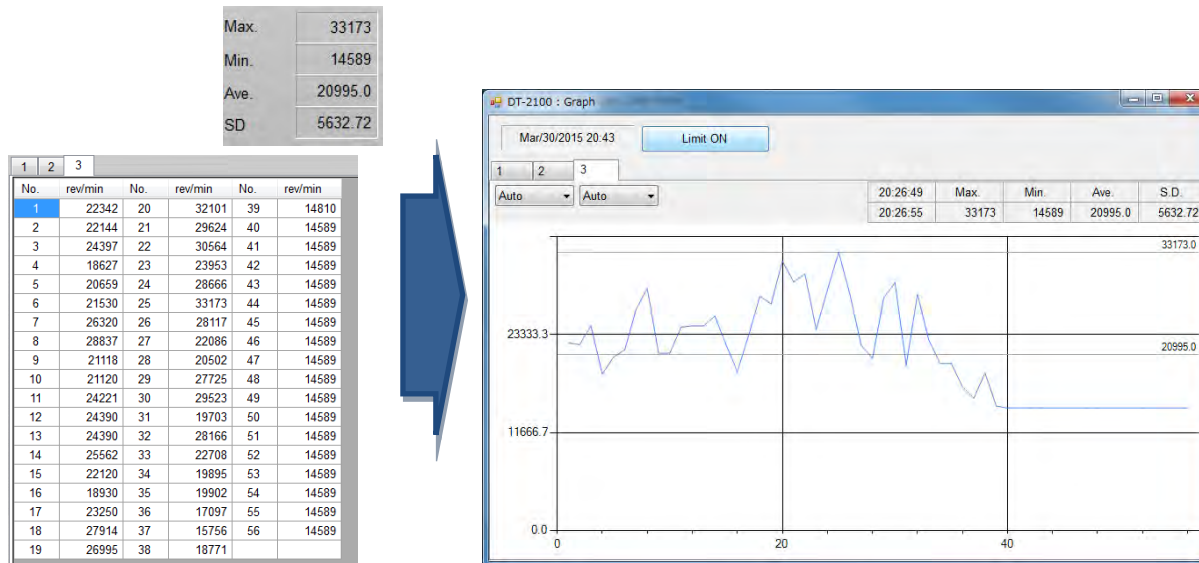 Max. 33173
Min. 14589
Ave. 20995.0
SD 5632.72
1 2 3
No. rev/min No. rev/min No. rev/min
1 22342 20 32101 39 14810
2 22144 21 29624 40 14589
3 24397 22 30564 41 14589
4 18627 23 23953 42 14589
5 20659 24 28666 43 14589
6 21530 25 33173 44 14589
7 26320 26 28117 45 14589
8 28837 27 22086 46 14589
9 21118 28 20502 47 14589
10 21120 29 27725 48 14589
11 24221 30 29523 49 14589
12 24390 31 19703 50 14589
13 24390 32 28166 51 14589
14 25562 33 22708 52 14589
15 22120 34 19895 53 14589
16 18930 35 19902 54 14589
17 23250 36 17097 55 14589
18 27914 37 15756 56 14589
19 26995 38 18771
DT-2100 : Graph
Mar/30/2015 20:43 Limit ON
1 2 3
Auto Auto
20:26:49 Max. Min. Ave. S.D.
20:26:55 33173 14589 20995.0 5632.72
33173.0
23333.3
20995.0
11666.7
0.0
0 20 40